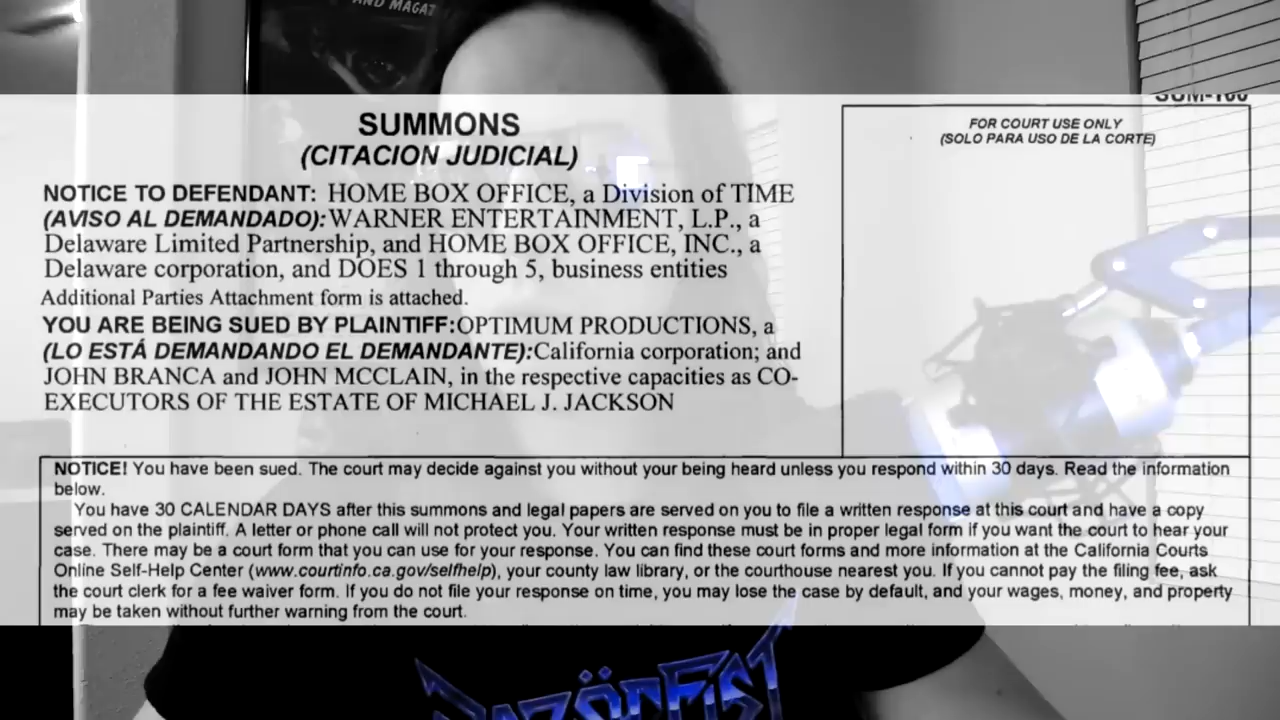 AND MAGAZ
SUM-100
SUMMONS
(CITACION JUDICIAL)
FOR COURT USE ONLY
(SOLO PARA USO DE LA CORTE)
NOTICE TO DEFENDANT: HOME BOX OFFICE, a Division of TIME
(AVISO AL DEMANDADO): WARNER ENTERTAINMENT, L.P., a
Delaware Limited Partnership, and HOME BOX OFFICE, INC., a
Delaware corporation, and DOES 1 through 5, business entities
Additional Parties Attachment form is attached.
YOU ARE BEING SUED BY PLAINTIFF:OPTIMUM PRODUCTIONS, a
(LO ESTÁ DEMANDANDO EL DEMANDANTE):California corporation; and
JOHN BRANCA and JOHN MCCLAIN, in the respective capacities as CO-
EXECUTORS OF THE ESTATE OF MICHAEL J. JACKSON
NOTICE! You have been sued. The court may decide against you without your being heard unless you respond within 30 days. Read the information
below.
You have 30 CALENDAR DAYS after this summons and legal papers are served on you to file a written response at this court and have a copy
served on the plaintiff. A letter or phone call will not protect you. Your written response must be in proper legal form if you want the court to hear your
case. There may be a court form that you can use for your response. You can find these court forms and more information at the California Courts
Online Self-Help Center (www.courtinfo.ca.gov/selfhelp), your county law library, or the courthouse nearest you. If you cannot pay the filing fee, ask
the court clerk for a fee waiver form. If you do not file your response on time, you may lose the case by default, and your wages, money, and property
may be taken without further warning from the court.
RAZÖRFIST